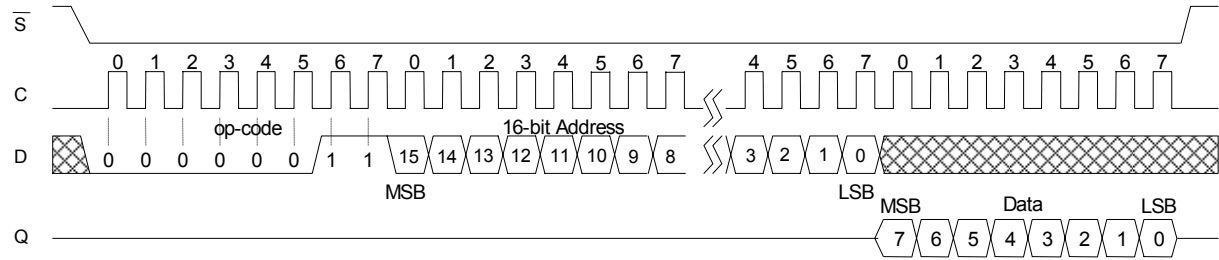 S
0 1 2 3 4 5 6 7 0 1 2 3 4 5 6 7 4 5 6 7 0 1 2 3 4 5 6 7
C
op-code 16-bit Address
D 0 0 0 0 0 0 1 1 15 14 13 12 11 10 9 8 3 2 1 0
MSB LSB MSB Data LSB
Q 7 6 5 4 3 2 1 0